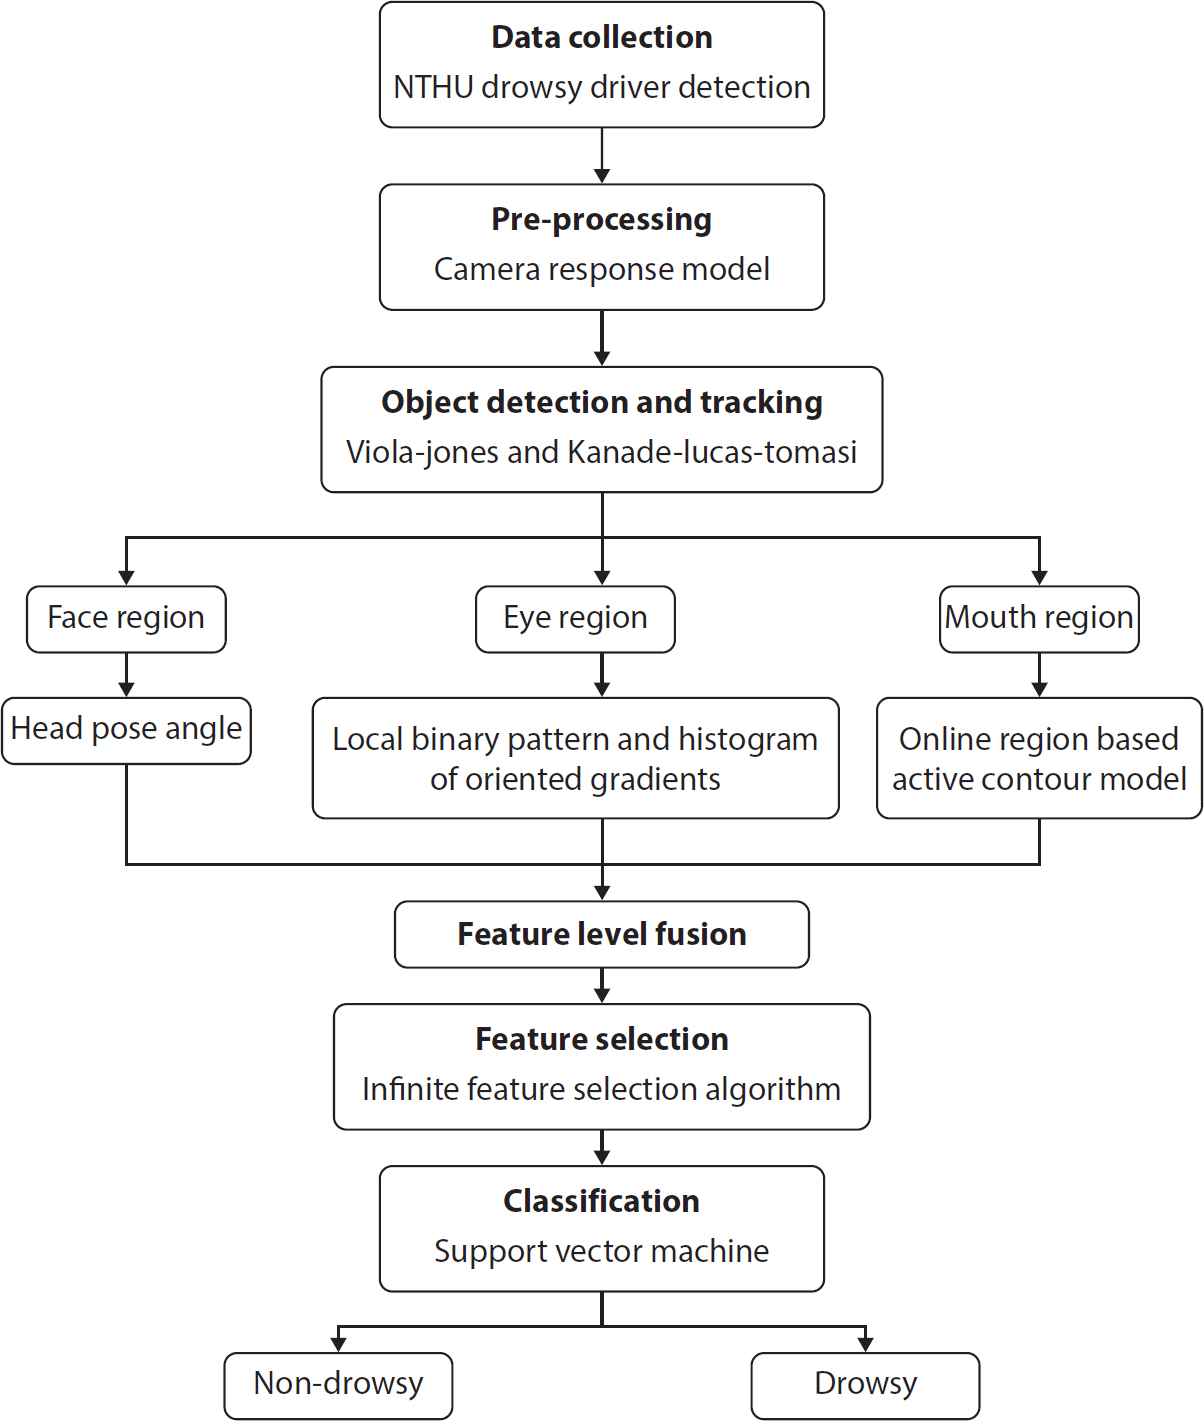 Data collection
NTHU drowsy driver detection
Pre-processing
Camera response model
Object detection and tracking
Viola-jones and Kanade-lucas-tomasi
Face region
Eye region
Mouth region
Head pose angle
Local binary pattern and histogram
of oriented gradients
Online region based
active contour model
Feature level fusion
Feature selection
Infinite feature selection algorithm
Classification
Support vector machine
Non-drowsy
Drowsy